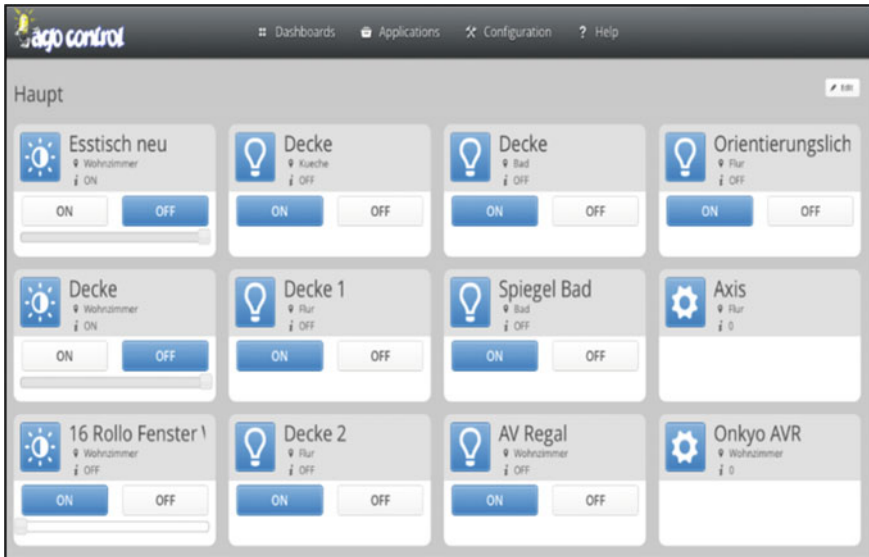 ago control
Dashboards Applications Configuration ? Help
Haupt
Edit
Esstisch neu
Wohnzimmer
i ON
ON OFF
Decke
Kueche
i OFF
ON OFF
Decke
Bad
i OFF
ON OFF
Orientierungslich
Flur
i OFF
ON OFF
Decke
Wohnzimmer
i ON
ON OFF
Decke 1
Flur
i OFF
ON OFF
Spiegel Bad
Bad
i OFF
ON OFF
Axis
Flur
i 0
16 Rollo Fenster
Wohnzimmer
i OFF
ON OFF
Decke 2
Flur
i OFF
ON OFF
AV Regal
Wohnzimmer
i OFF
ON OFF
Onkyo AVR
Wohnzimmer
i 0